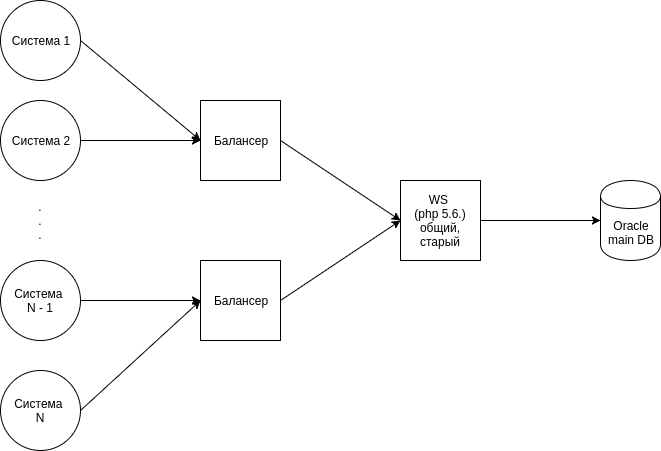 Система 1
Система 2
.
.
.
Система
N - 1
Система
N
Балансер
Балансер
WS
(php 5.6.)
общий,
старый
Oracle
main DB